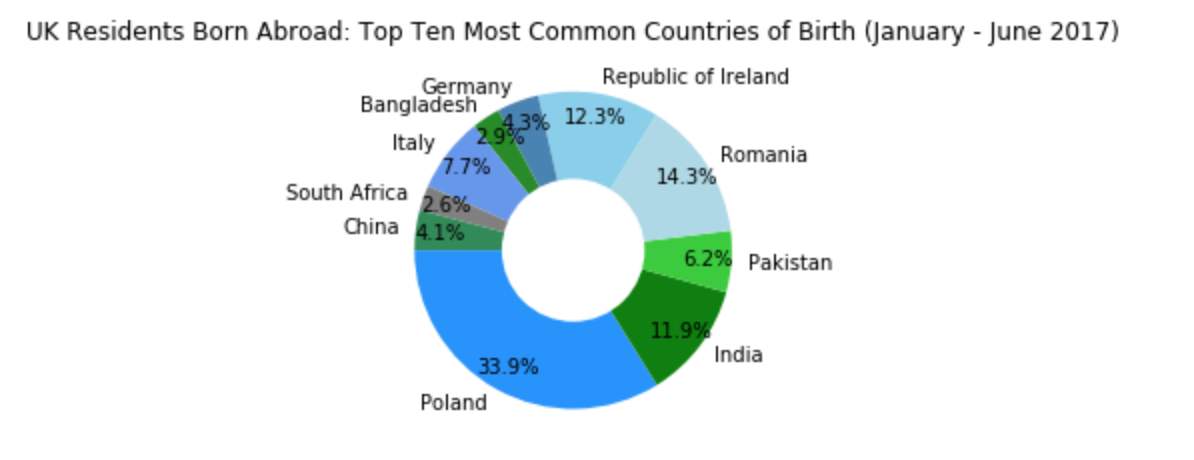 UK Residents Born Abroad: Top Ten Most Common Countries of Birth (January - June 2017)
Republic of Ireland
12.3%
Germany
4.3%
Bangladesh
2.9%
Italy
7.7%
South Africa
2.6%
China
4.1%
Poland
33.9%
India
11.9%
Pakistan
6.2%
Romania
14.3%